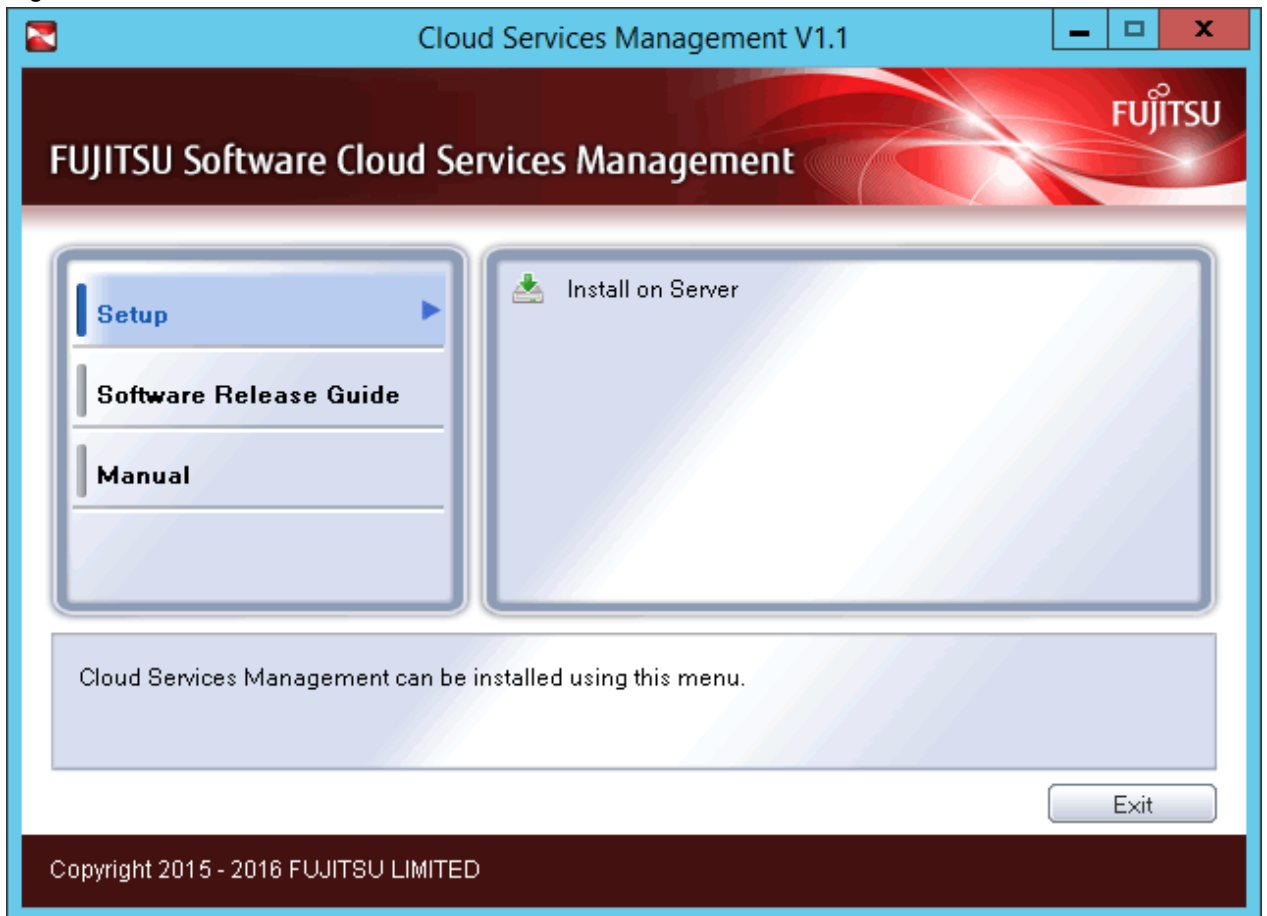 Cloud Services Management V1.1
FUJITSU
FUJITSU Software Cloud Services Management
Setup
Install on Server
Software Release Guide
Manual
Cloud Services Management can be installed using this menu.
Exit
Copyright 2015 - 2016 FUJITSU LIMITED